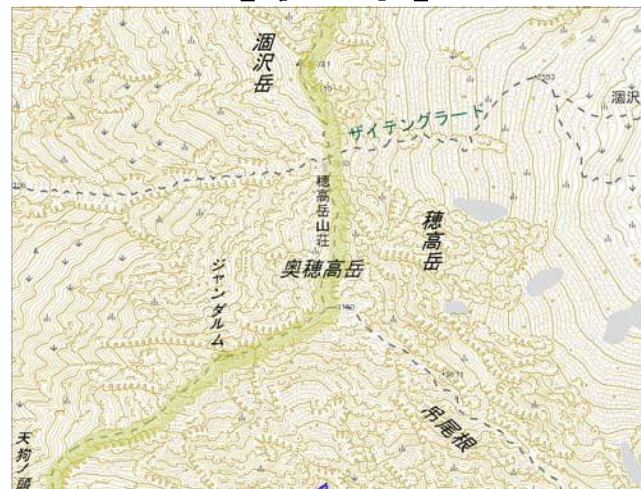 涸沢岳
涸沢
ザイテングラード
穂高岳山荘
穂高岳
奥穂高岳
ジャンダルム
吊尾根
天狗ノ頭